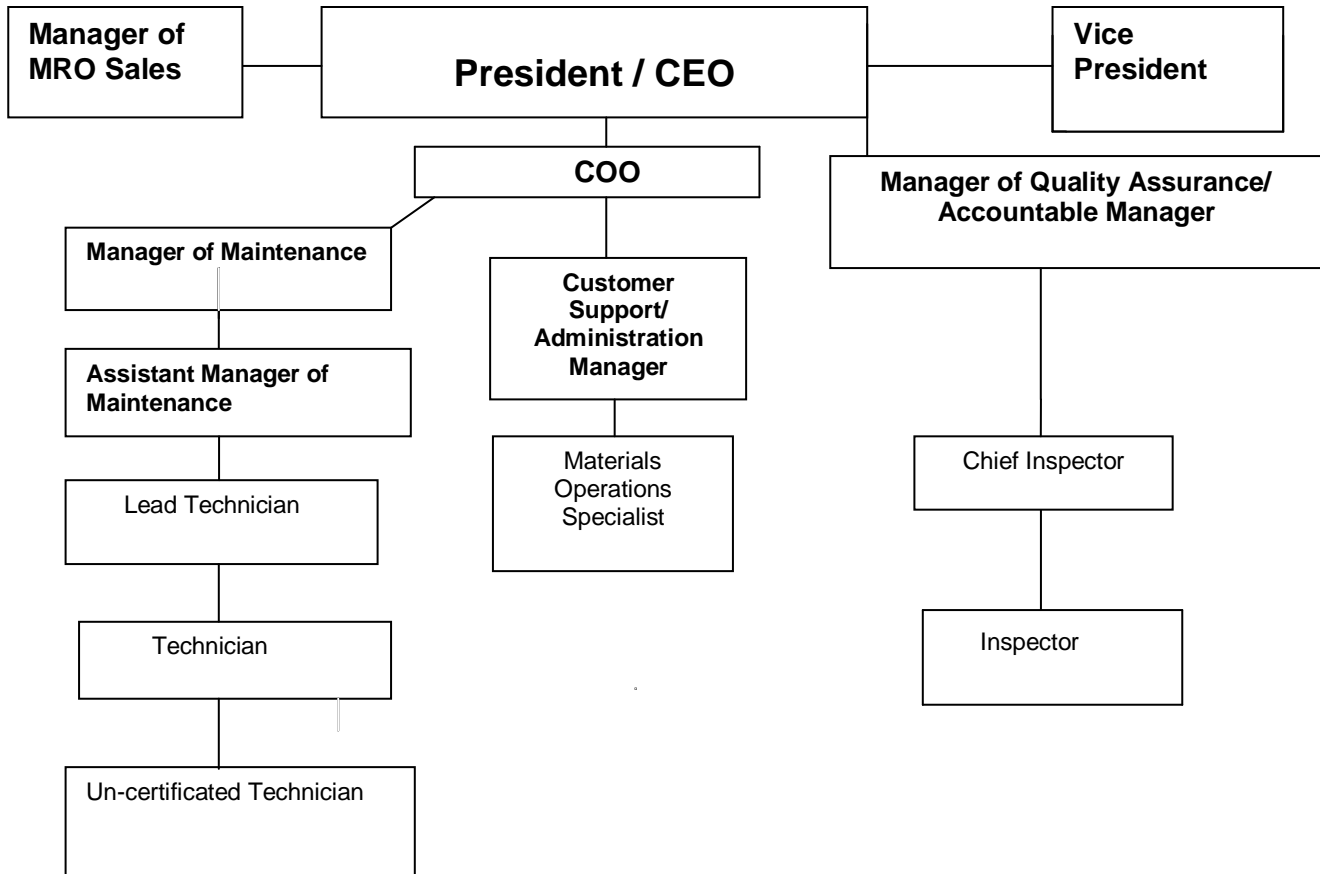 Manager of
MRO Sales
President / CEO
Vice
President
COO
Manager of Quality Assurance/
Accountable Manager
Manager of Maintenance
Customer
Support/
Administration
Manager
Assistant Manager of
Maintenance
Materials
Operations
Specialist
Chief Inspector
Lead Technician
Technician
Inspector
Un-certificated Technician